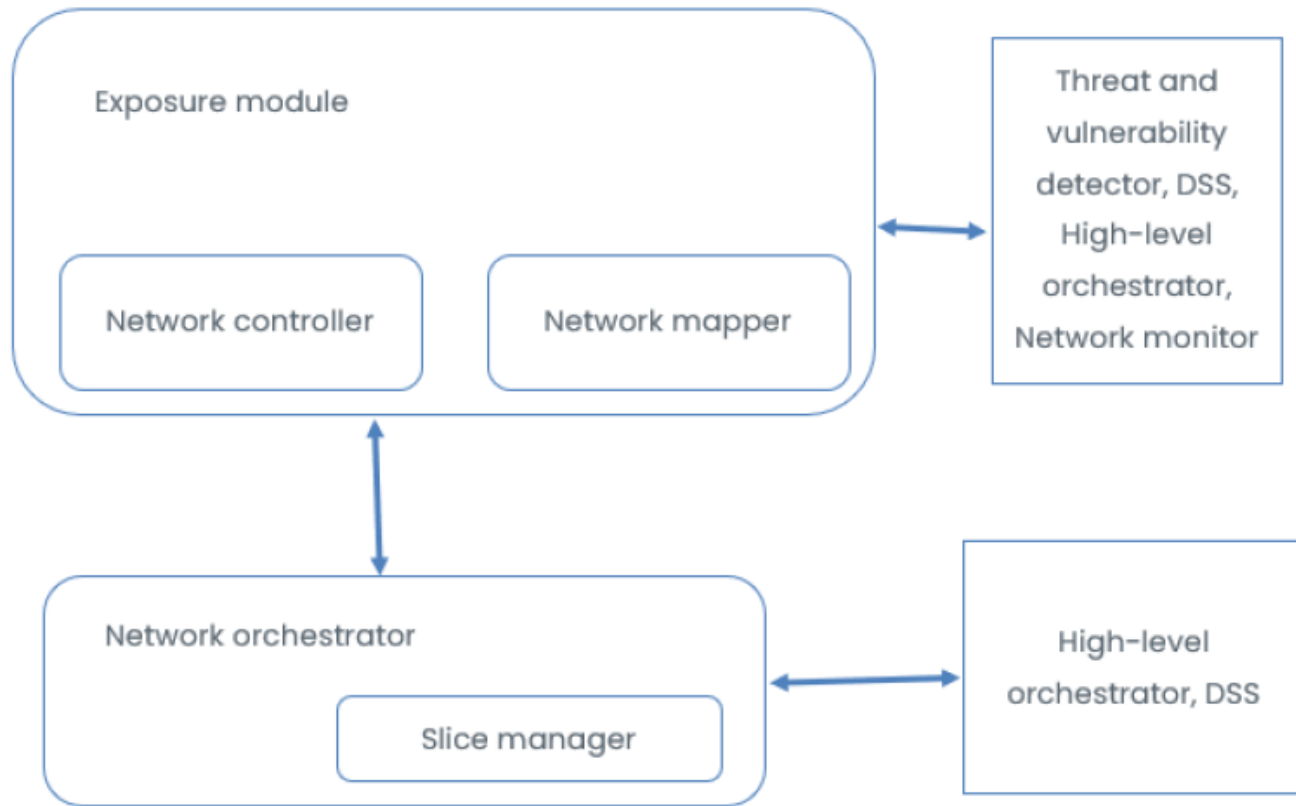 Exposure module
Network controller
Network mapper
Threat and
vulnerability
detector, DSS,
High-level
orchestrator,
Network monitor
Network orchestrator
Slice manager
High-level
orchestrator, DSS